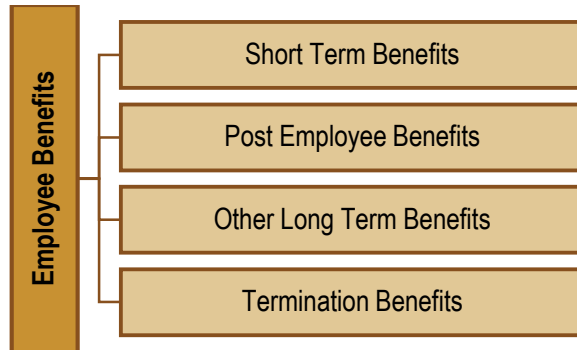 Employee Benefits
Short Term Benefits
Post Employee Benefits
Other Long Term Benefits
Termination Benefits